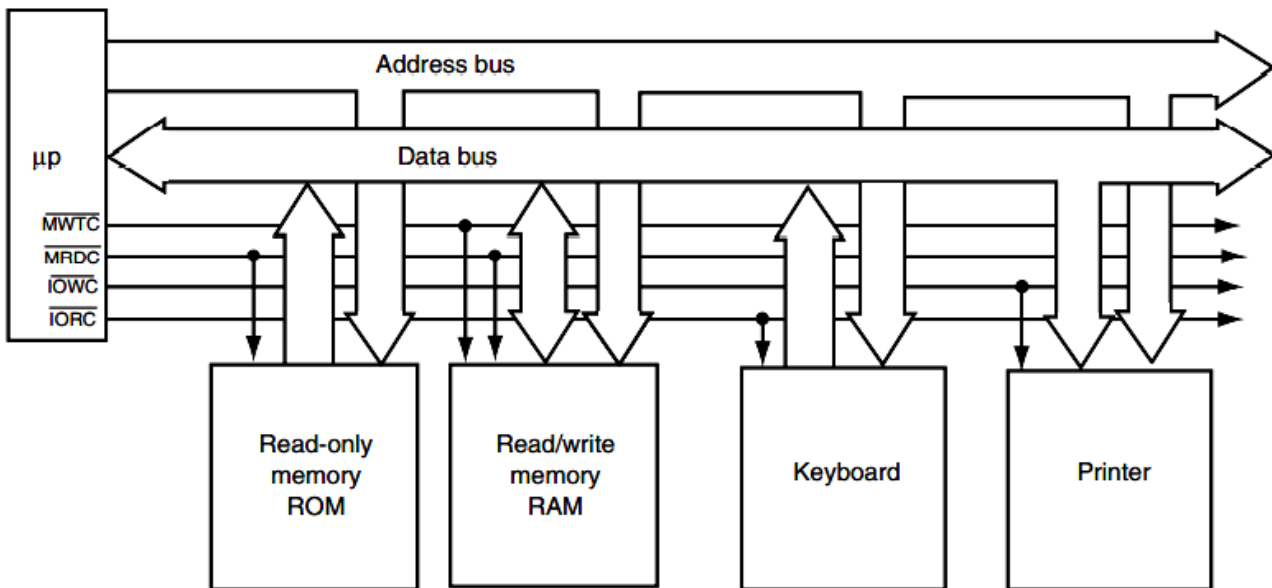 Address bus
μp
Data bus
MWTC
MRDC
IOWC
IORC
Read-only
memory
ROM
Read/write
memory
RAM
Keyboard
Printer